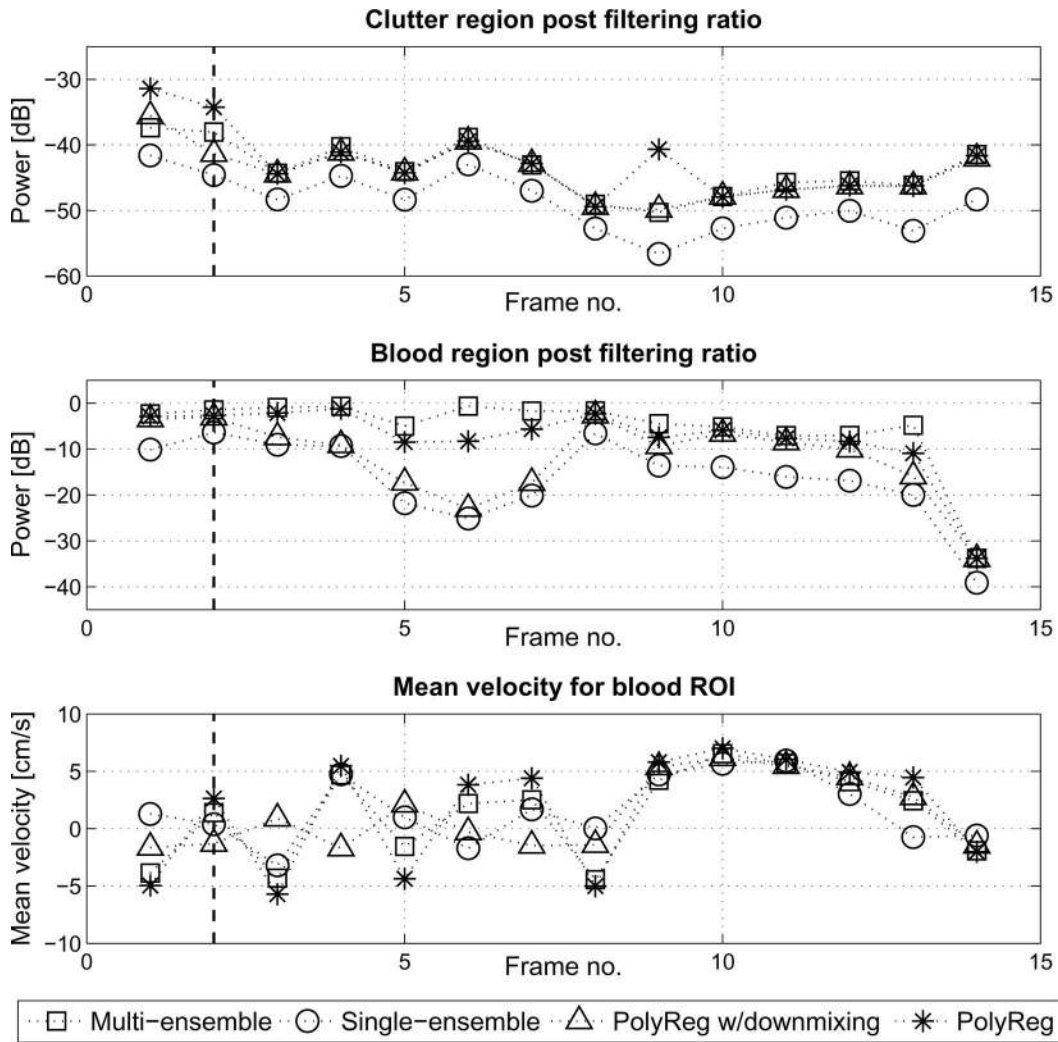 Clutter region post filtering ratio
Power [dB]
−30
−40
−50
−60
0
5
10
15
Frame no.
Blood region post filtering ratio
Power [dB]
0
−10
−20
−30
−40
0
5
10
15
Frame no.
Mean velocity for blood ROI
Mean velocity [cm/s]
10
5
0
−5
−10
0
5
10
15
Frame no.
Multi−ensemble Single−ensemble PolyReg w/downmixing PolyReg